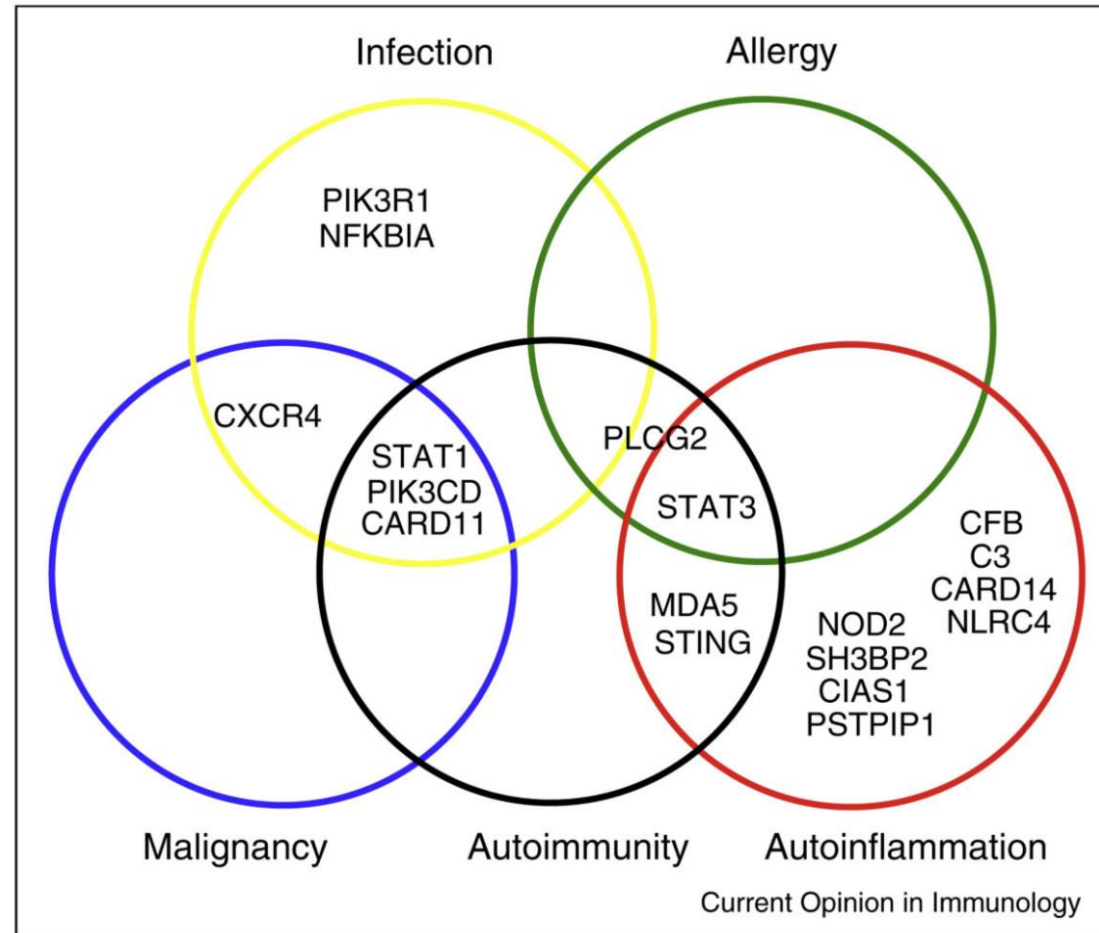 Infection
Allergy
PIK3R1
NFKBIA
CXCR4
STAT1
PIK3CD
CARD11
PLCG2
STAT3
MDA5
STING
CFB
C3
CARD14
NLRC4
NOD2
SH3BP2
CIAS1
PSTPIP1
Malignancy
Autoimmunity
Autoinflammation
Current Opinion in Immunology